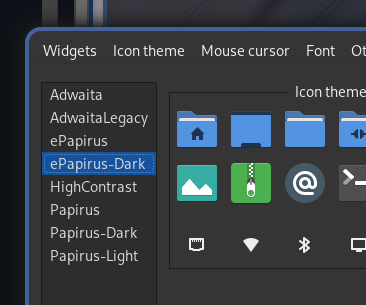 Widgets Icon theme Mouse cursor Font
Icon theme
Adwaita
AdwaitaLegacy
ePapirus
ePapirus-Dark
HighContrast
Papirus
Papirus-Dark
Papirus-Light